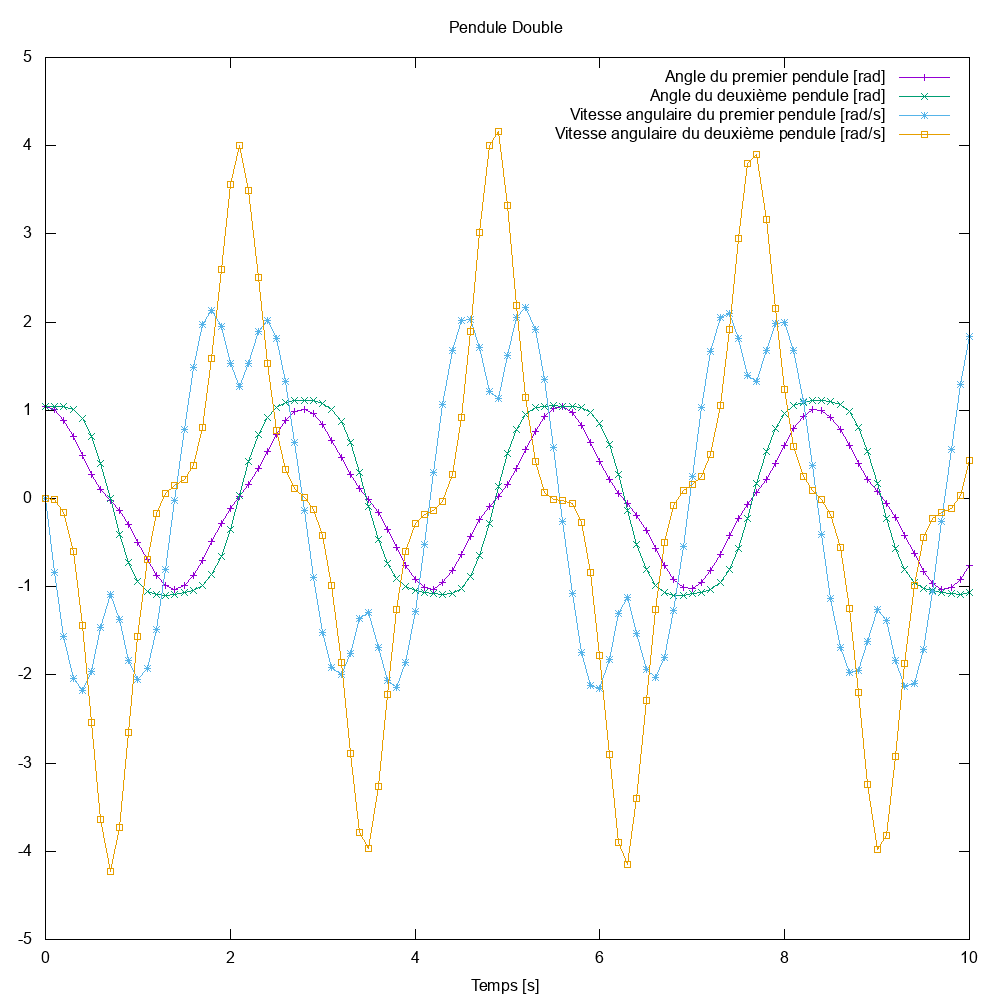 Pendule Double
5
Angle du premier pendule [rad]
Angle du deuxième pendule [rad]
Vitesse angulaire du premier pendule [rad/s]
Vitesse angulaire du deuxième pendule [rad/s]
4
3
2
1
0
-1
-2
-3
-4
-5
0 2 4 6 8 10
Temps [s]